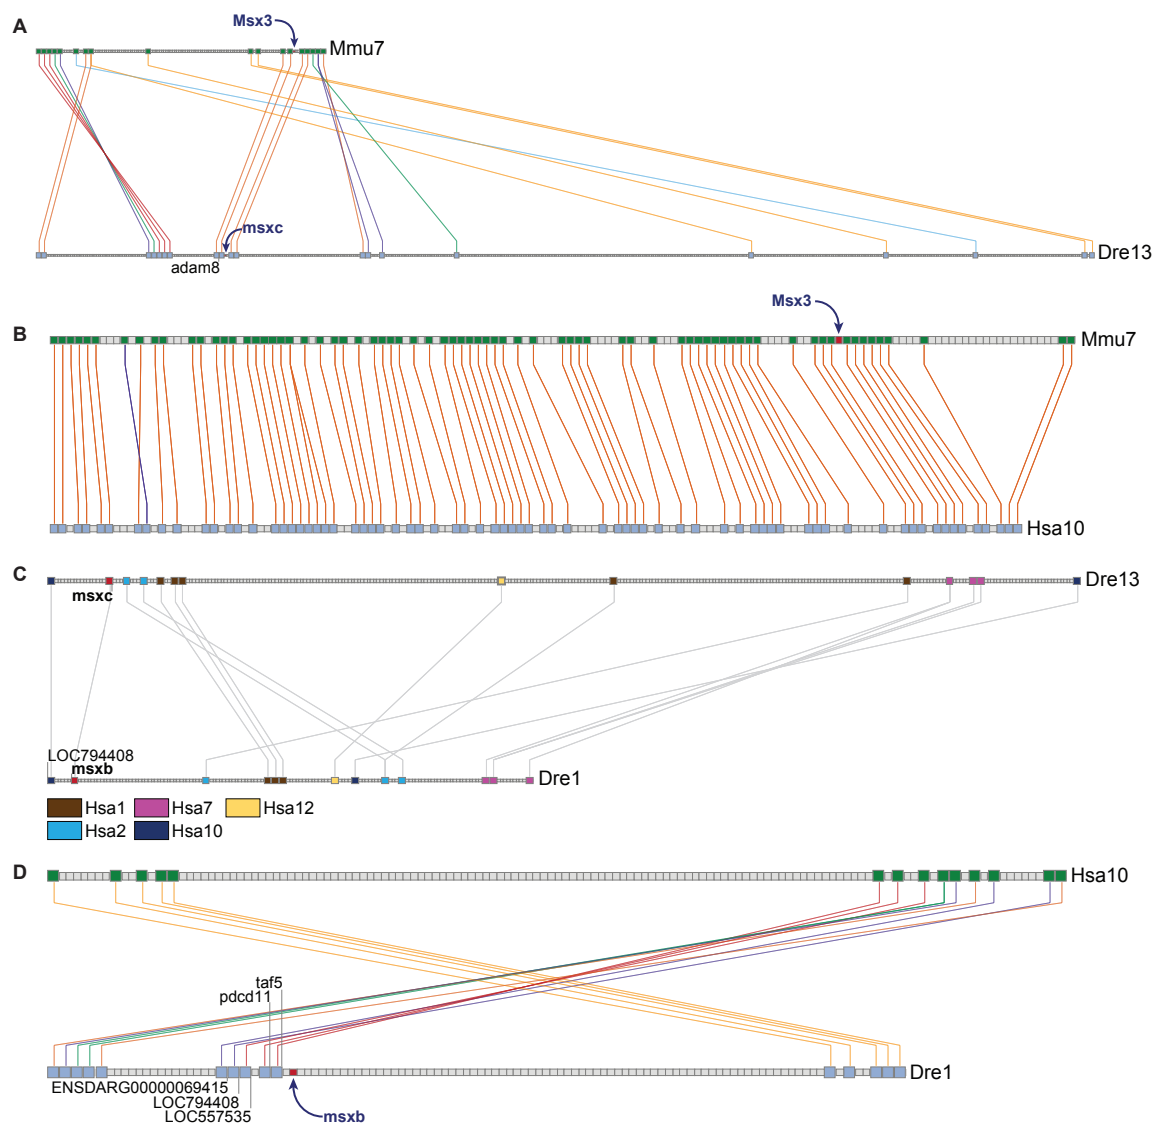 A
Msx3
Mmu7
msxc
adam8
Dre13
Msx3
B
Mmu7
Hsa10
C
Dre13
msxc
LOC794408
msxb
Dre1
Hsa1 Hsa7 Hsa12
Hsa2 Hsa10
D
Hsa10
taf5
pdcd11
Dre1
ENSDARG00000069415
LOC794408
LOC557535
msxb